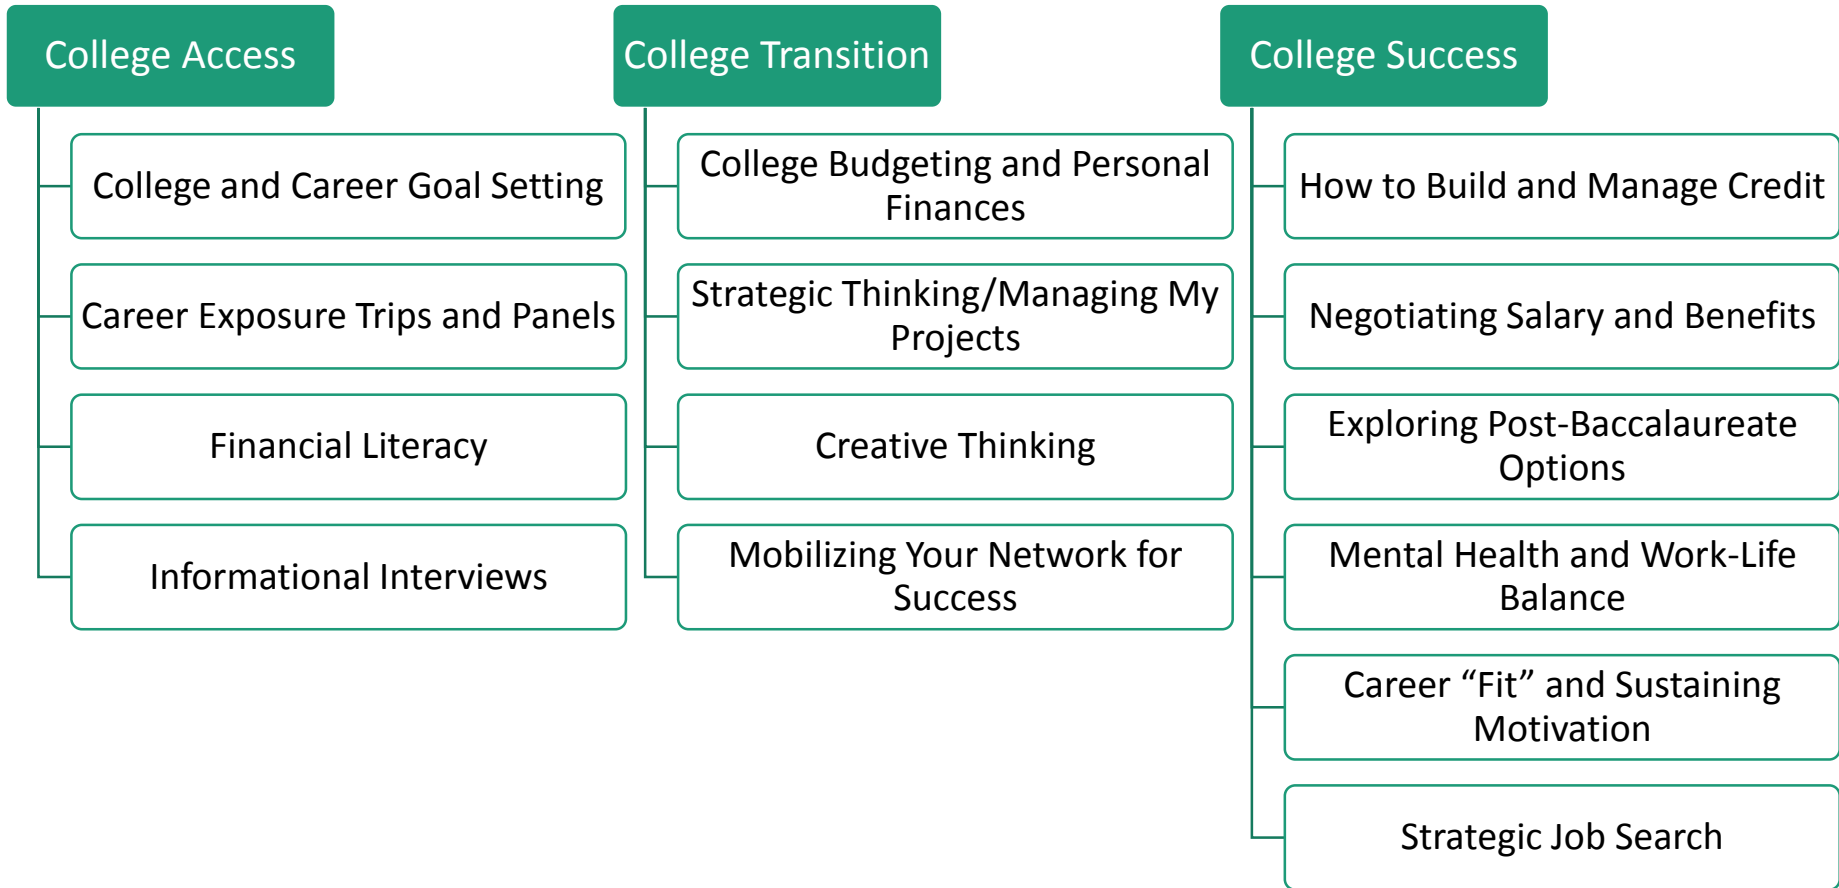 College Access
College and Career Goal Setting
Career Exposure Trips and Panels
Financial Literacy
Informational Interviews
College Transition
College Budgeting and Personal
Finances
Strategic Thinking/Managing My
Projects
Creative Thinking
Mobilizing Your Network for
Success
College Success
How to Build and Manage Credit
Negotiating Salary and Benefits
Exploring Post-Baccalaureate
Options
Mental Health and Work-Life
Balance
Career “Fit” and Sustaining
Motivation
Strategic Job Search